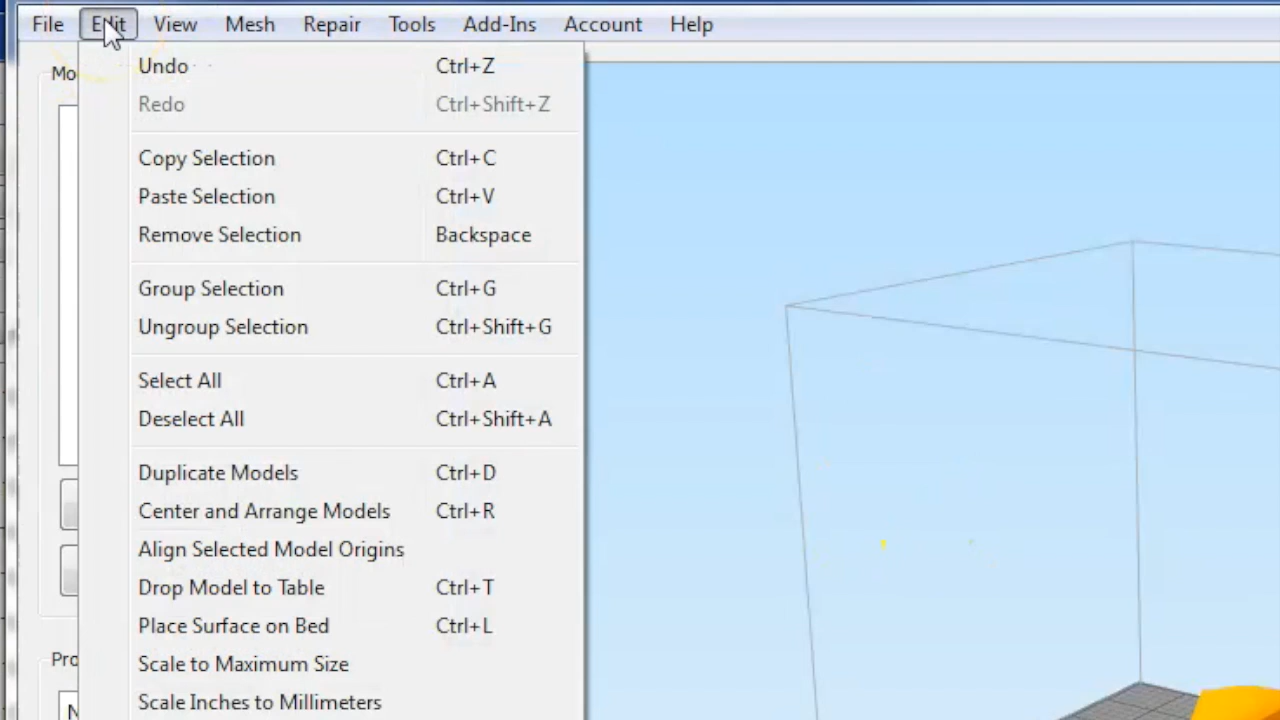 File Edit View Mesh Repair Tools Add-Ins Account Help
Mo
Undo Ctrl+Z
Redo Ctrl+Shift+Z
Copy Selection Ctrl+C
Paste Selection Ctrl+V
Remove Selection Backspace
Group Selection Ctrl+G
Ungroup Selection Ctrl+Shift+G
Select All Ctrl+A
Deselect All Ctrl+Shift+A
Duplicate Models Ctrl+D
Center and Arrange Models Ctrl+R
Align Selected Model Origins
Drop Model to Table Ctrl+T
Place Surface on Bed Ctrl+L
Pro
Scale to Maximum Size
Scale Inches to Millimeters
N